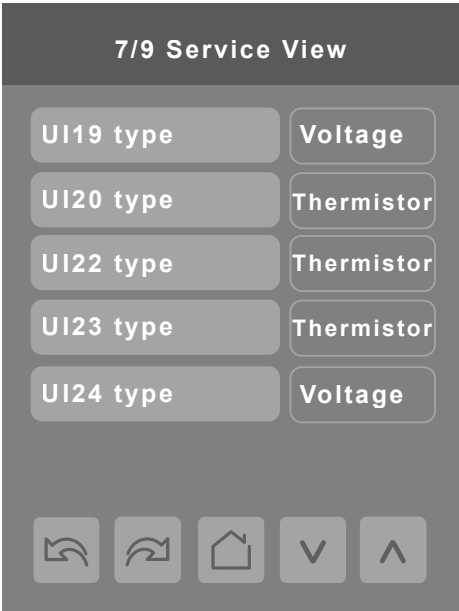 7/9 Service View
UI19 type Voltage
UI20 type Thermistor
UI22 type Thermistor
UI23 type Thermistor
UI24 type Voltage